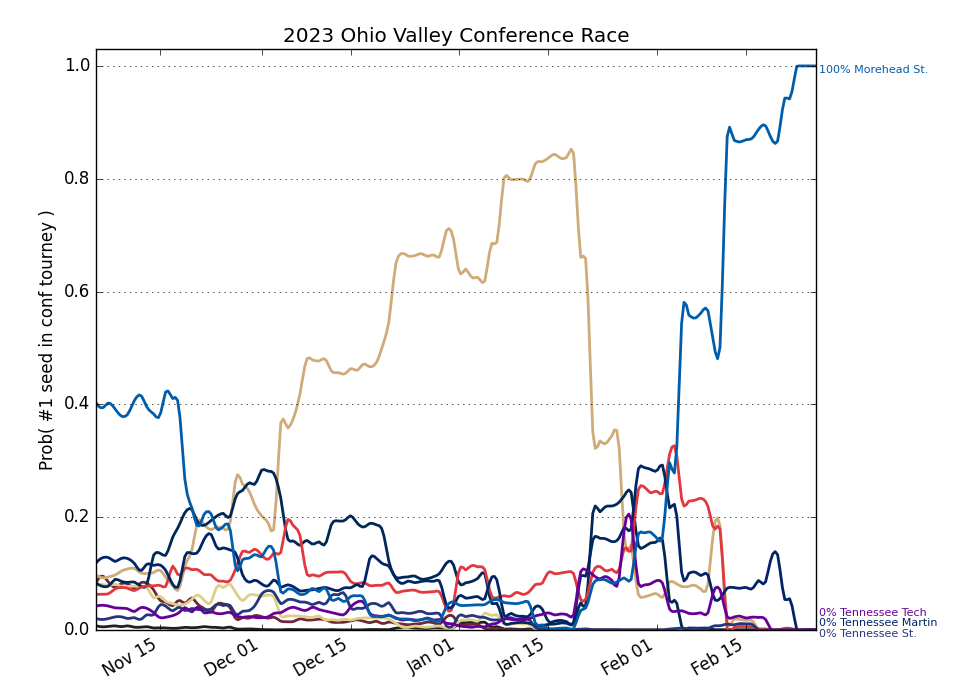 2023 Ohio Valley Conference Race
Prob( #1 seed in conf tourney )
1.0
0.8
0.6
0.4
0.2
0.0
Nov 15
Dec 01
Dec 15
Jan 01
Jan 15
Feb 01
Feb 15
100% Morehead St.
0% Tennessee Tech
0% Tennessee Martin
0% Tennessee St.